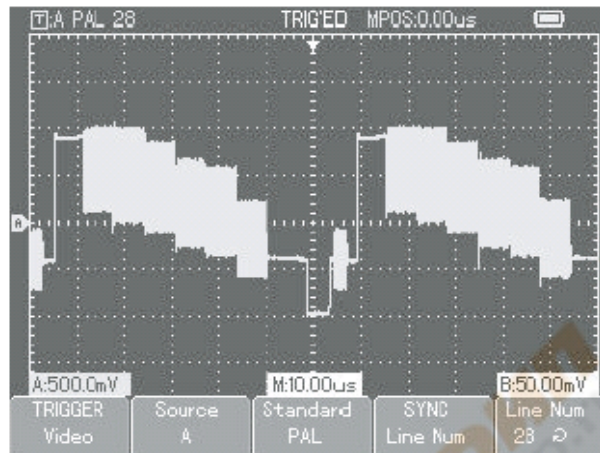 T:A PAL 28 TRIG'ED MPOS:0.00us
A
A:500.0mV M:10.00us B:50.00mV
TRIGGER Source Standard SYNC Line Num
Video A PAL Line Num 28